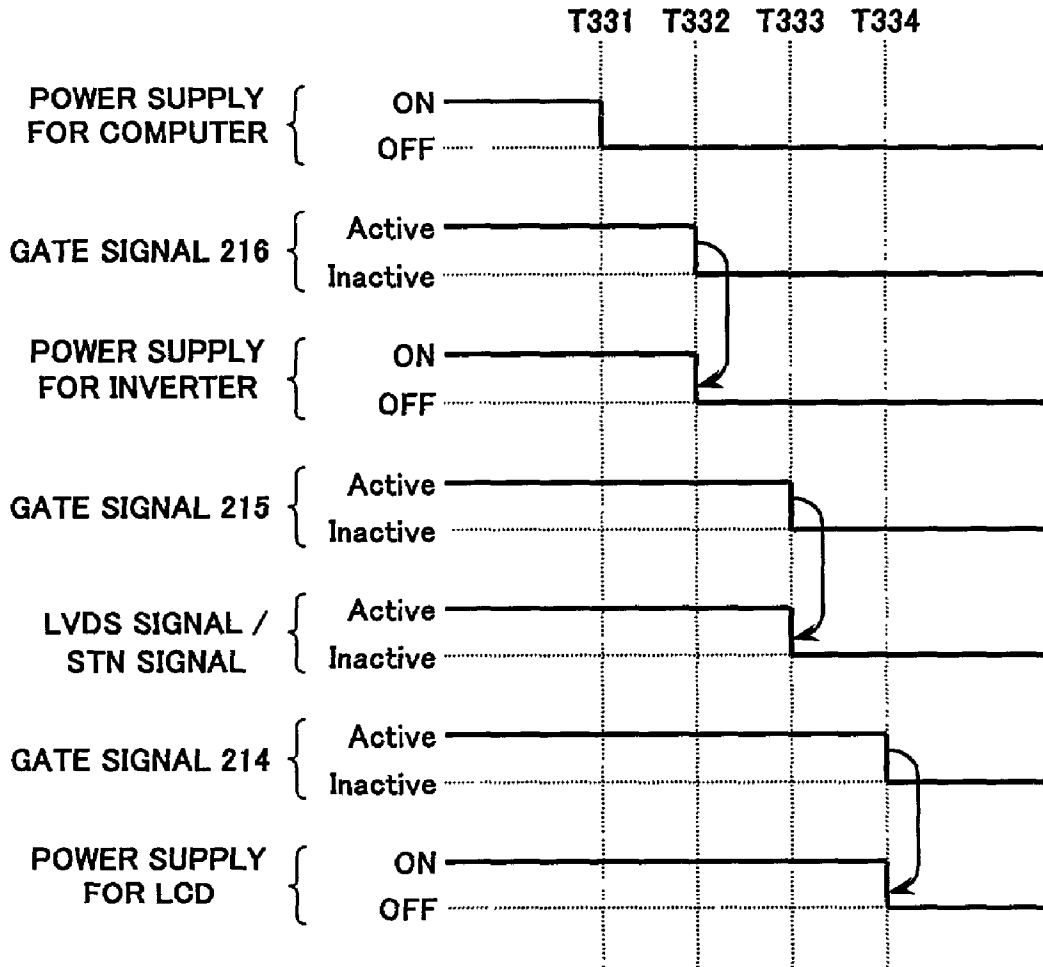 T331 T332 T333 T334
POWER SUPPLY
FOR COMPUTER
ON
OFF
GATE SIGNAL 216
Active
Inactive
POWER SUPPLY
FOR INVERTER
ON
OFF
GATE SIGNAL 215
Active
Inactive
LVDS SIGNAL /
STN SIGNAL
Active
Inactive
GATE SIGNAL 214
Active
Inactive
POWER SUPPLY
FOR LCD
ON
OFF